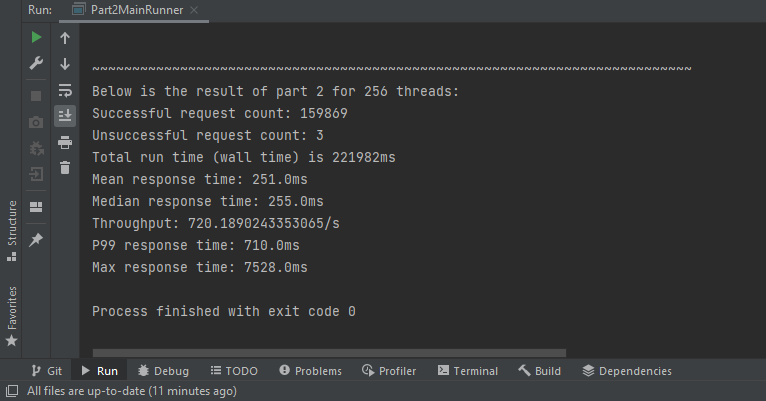 Run: Part2MainRunner
~~~~~~~~~~~~~~~~~~~~~~~~~~~~~~~~~~~~~~~~~~~~~~~~~~~~~~~~~~~~~~~~~~~~~~~~~~~
Below is the result of part 2 for 256 threads:
Successful request count: 159869
Unsuccessful request count: 3
Total run time (wall time) is 221982ms
Mean response time: 251.0ms
Median response time: 255.0ms
Throughput: 720.1890243353065/s
P99 response time: 710.0ms
Max response time: 7528.0ms
Process finished with exit code 0
Structure
Favorites
Git Run Debug TODO Problems Profiler Terminal Build Dependencies
All files are up-to-date (11 minutes ago)